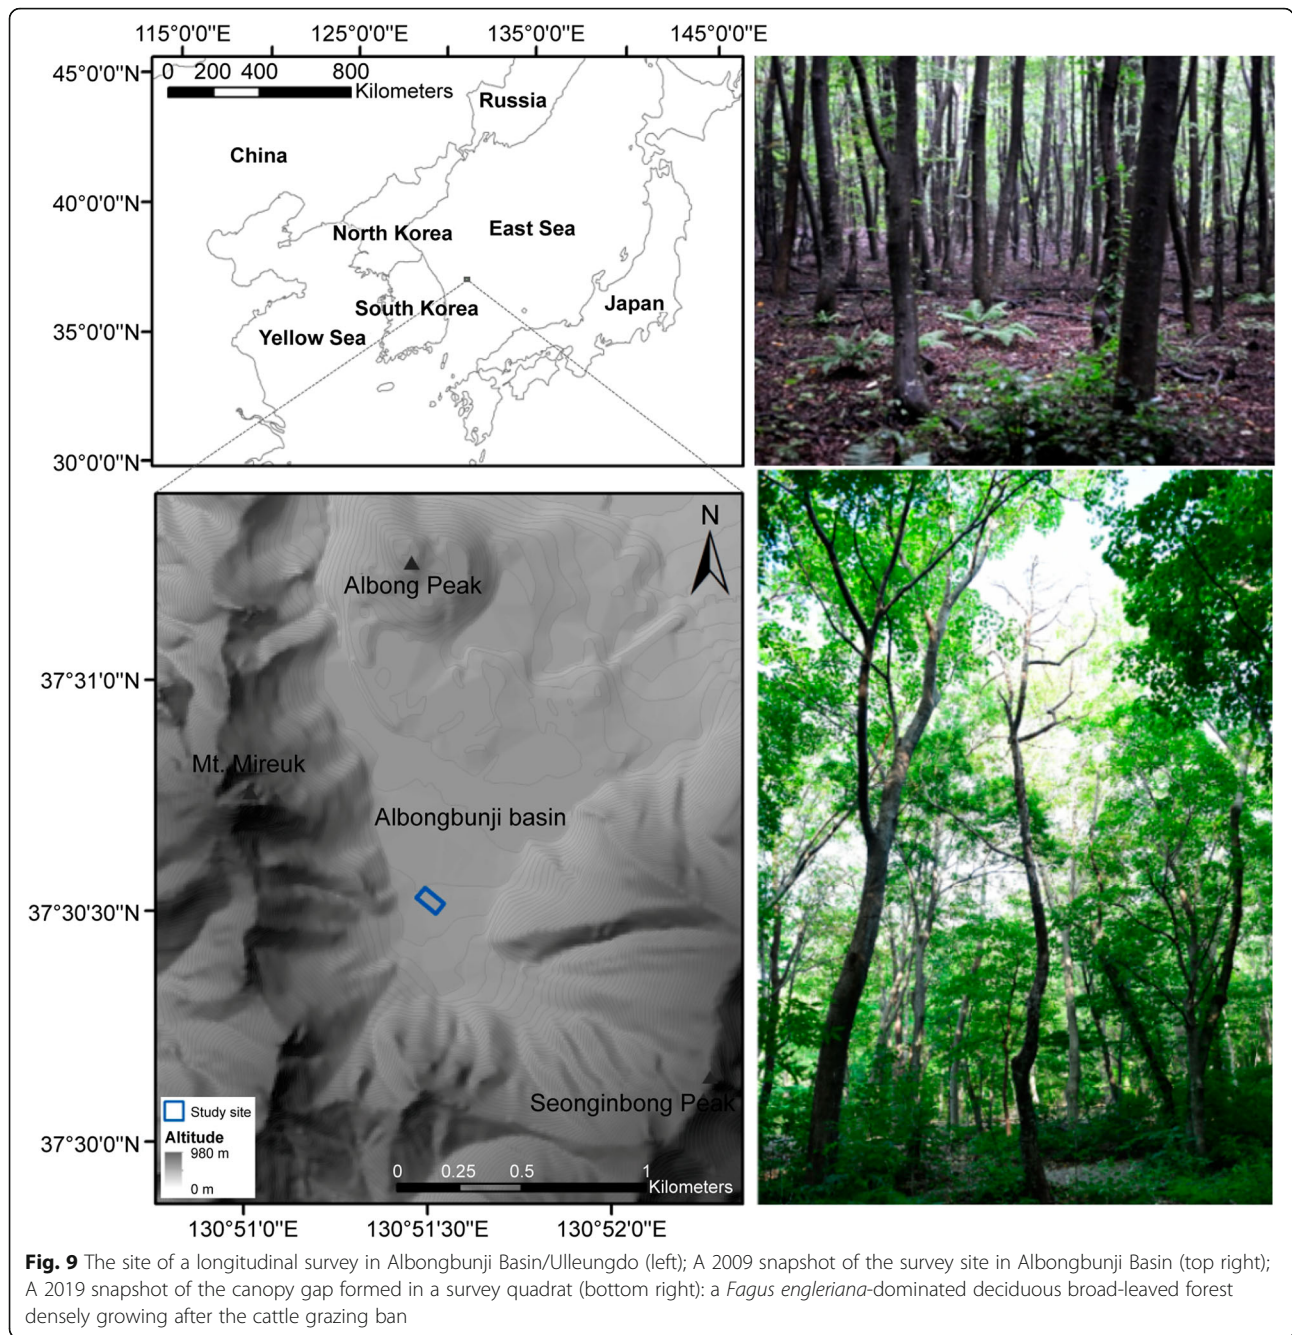 115°0'0"E 125°0'0"E 135°0'0"E 145°0'0"E
45°0'0"N
0 200 400 800
Kilometers
Russia
China
40°0'0"N
North Korea
East Sea
South Korea
Japan
35°0'0"N
Yellow Sea
30°0'0"N
N
Albong Peak
37°31'0"N
Mt. Mireuk
Albongbunji basin
37°30'30"N
Seonginbong Peak
Study site
Altitude
980 m
0 m
37°30'0"N
0 0.25 0.5 1
Kilometers
130°51'0"E 130°51'30"E 130°52'0"E
Fig. 9 The site of a longitudinal survey in Albongbunji Basin/Ulleungdo (left); A 2009 snapshot of the survey site in Albongbunji Basin (top right);
A 2019 snapshot of the canopy gap formed in a survey quadrat (bottom right): a Fagus engleriana-dominated deciduous broad-leaved forest
densely growing after the cattle grazing ban